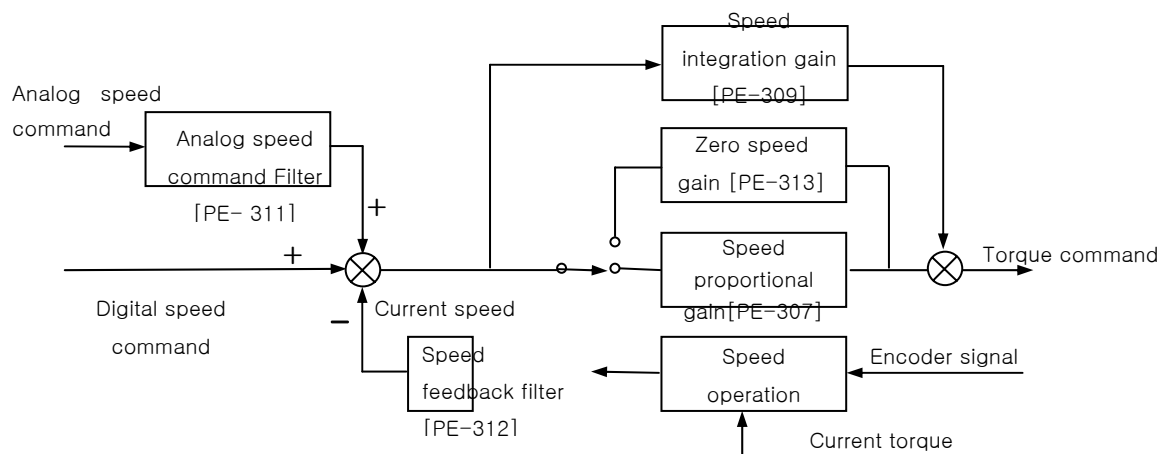 Speed
integration gain
[PE-309]
Analog speed
command
Analog speed
command Filter
[PE- 311]
Zero speed
gain [PE-313]
+
+
Speed
proportional
gain[PE-307]
Torque command
Digital speed
command
−
Current speed
Speed
feedback filter
[PE-312]
Speed
operation
Encoder signal
Current torque